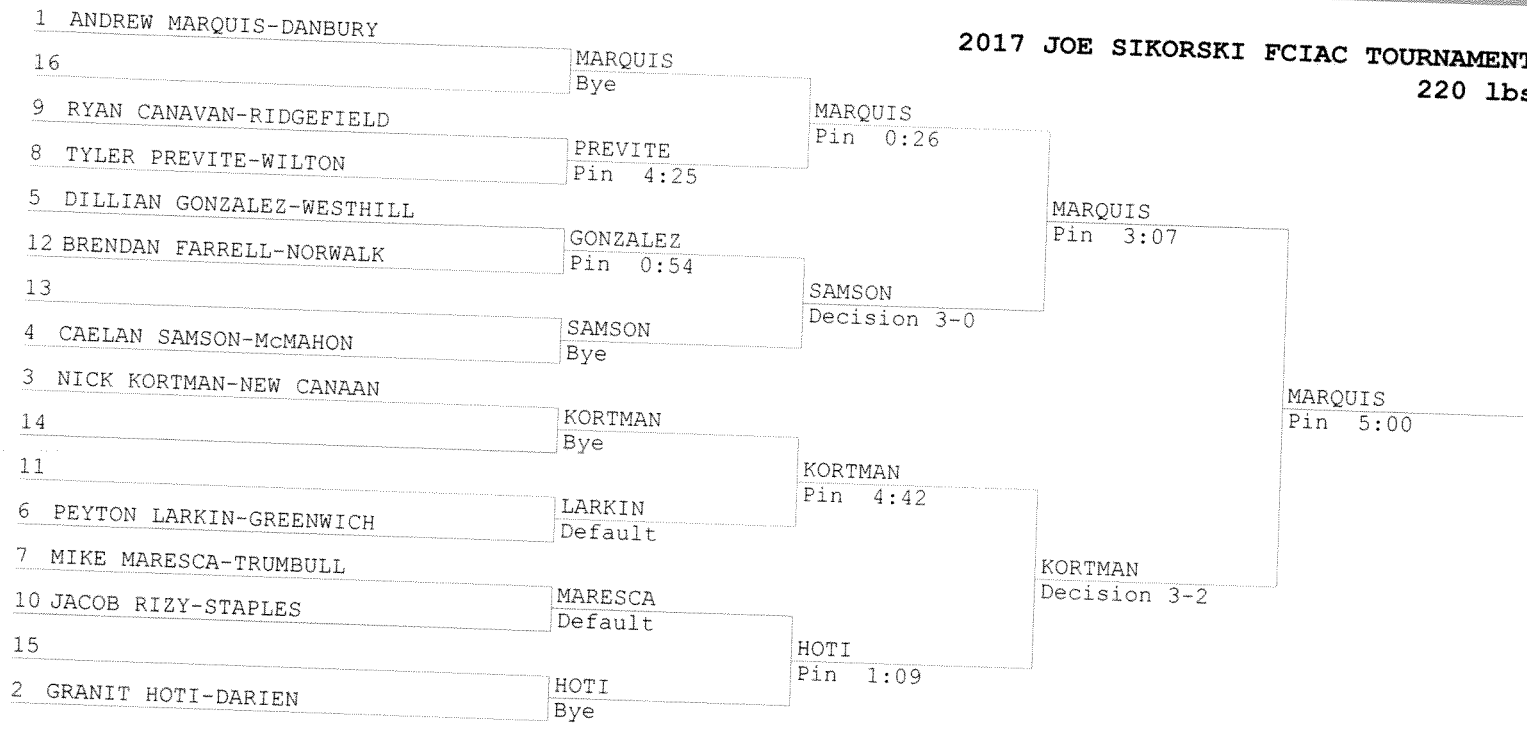 2017 JOE SIKORSKI FCIAC TOURNAMENT
220 lbs
1 ANDREW MARQUIS-DANBURY
16
9 RYAN CANAVAN-RIDGEFIELD
8 TYLER PREVITE-WILTON
5 DILLIAN GONZALEZ-WESTHILL
12 BRENDAN FARRELL-NORWALK
13
4 CAELAN SAMSON-McMAHON
3 NICK KORTMAN-NEW CANAAN
14
11
6 PEYTON LARKIN-GREENWICH
7 MIKE MARESCA-TRUMBULL
10 JACOB RIZY-STAPLES
15
2 GRANIT HOTI-DARIEN
MARQUIS
Bye
PREVITE
Pin 4:25
GONZALEZ
Pin 0:54
SAMSON
Bye
KORTMAN
Bye
LARKIN
Default
MARESCA
Default
HOTI
Bye
MARQUIS
Pin 0:26
SAMSON
Decision 3-0
KORTMAN
Pin 4:42
HOTI
Pin 1:09
MARQUIS
Pin 3:07
KORTMAN
Decision 3-2
MARQUIS
Pin 5:00